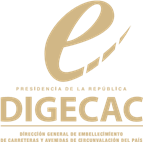 PRESIDENCIA DE LA REPÚBLICA
DIGECAC
DIRECCIÓN GENERAL DE EMBELLECIMIENTO
DE CARRETERAS Y AVENIDAS DE CIRCUNVALACIÓN DEL PAÍS